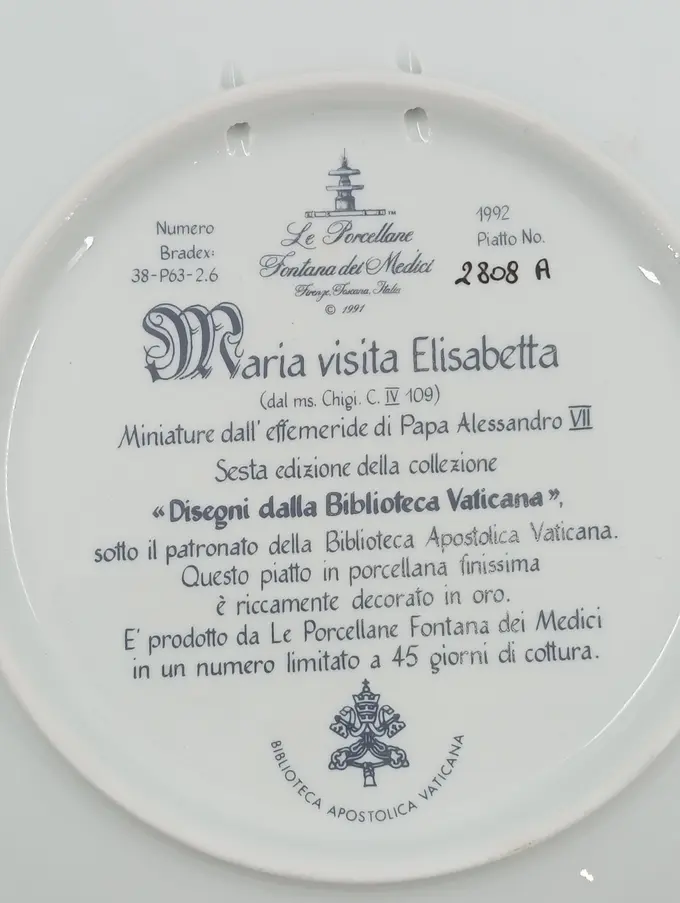 Numero
Bradex:
38-P63-2.6
Le Porcellane
Fontana dei Medici
Firenze, Toscana, Italia
© 1991
TM
1992
Piatto No.
2808 A
Maria visita Elisabetta
(dal ms. Chigi. C. IV 109)
Miniature dall' effemeride di Papa Alessandro VII
Sesta edizione della collezione
«Disegni dalla Biblioteca Vaticana»,
sotto il patronato della Biblioteca Apostolica Vaticana.
Questo piatto in porcellana finissima
è riccamente decorato in oro.
E' prodotto da Le Porcellane Fontana dei Medici
in un numero limitato a 45 giorni di cottura.
BIBLIOTECA APOSTOLICA VATICANA